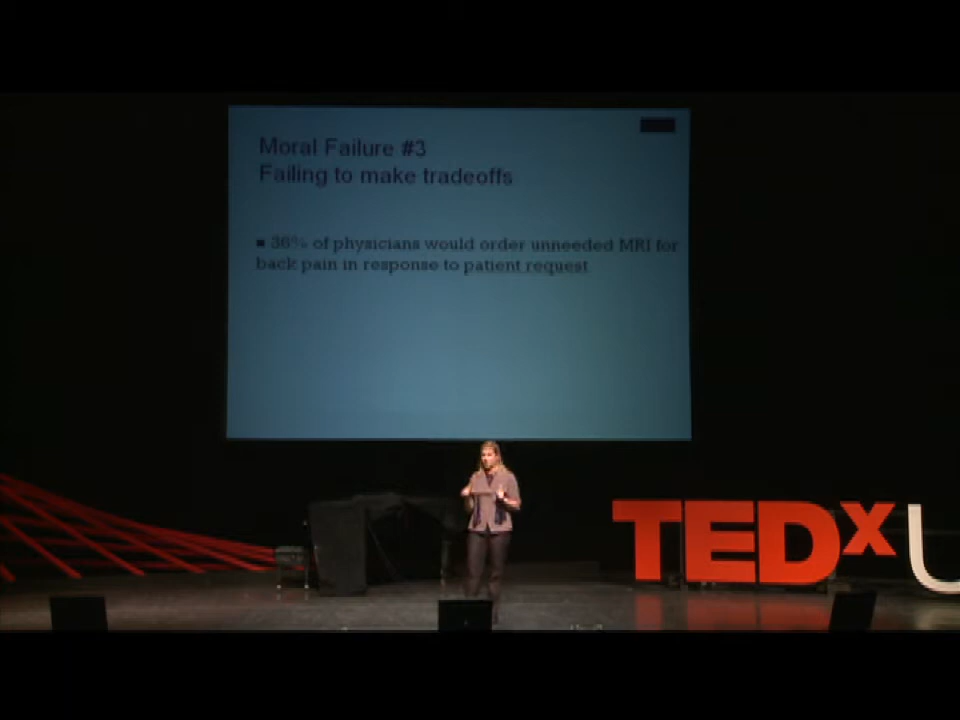 Moral Failure #3
Failing to make tradeoffs
■ 36% of physicians would order unneeded MRI for
back pain in response to patient request
TEDx U